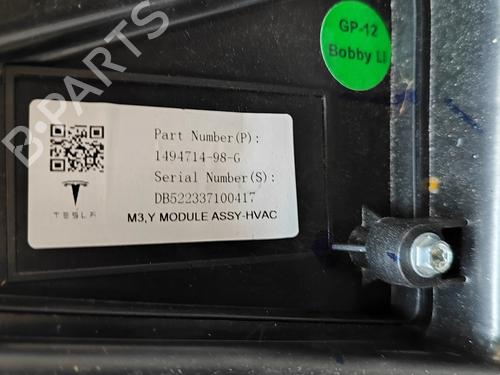 GP-12
Bobby LI
B-PARTS
Part Number(P):
1494714-98-G
Serial Number(S):
DB522337100417
TESLA
M3,Y MODULE ASSY-HVAC